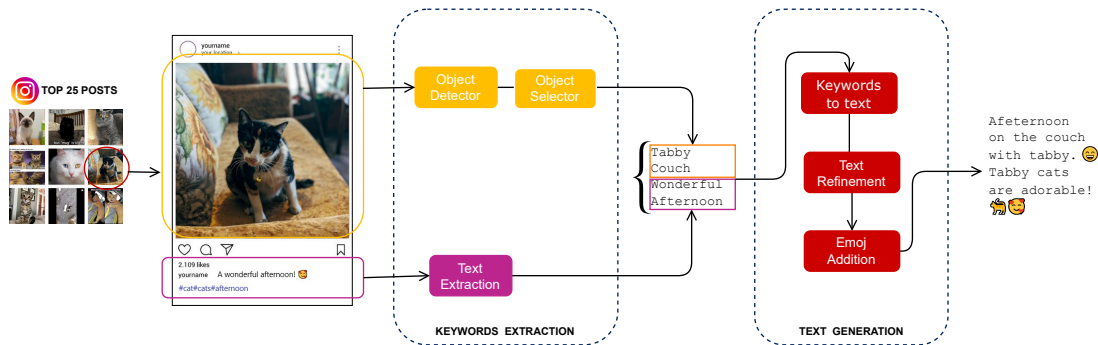 TOP 25 POSTS
yourname
your location
2.109 likes
yourname A wonderful afternoon! 🥰
#cat#cats#afternoon
Object
Detector
Object
Selector
Text
Extraction
KEYWORDS EXTRACTION
Tabby
Couch
Wonderful
Afternoon
Keywords
to text
Text
Refinement
Emoj
Addition
TEXT GENERATION
Afeternoon
on the couch
with tabby. 😄
Tabby cats
are adorable!
🐈🥰